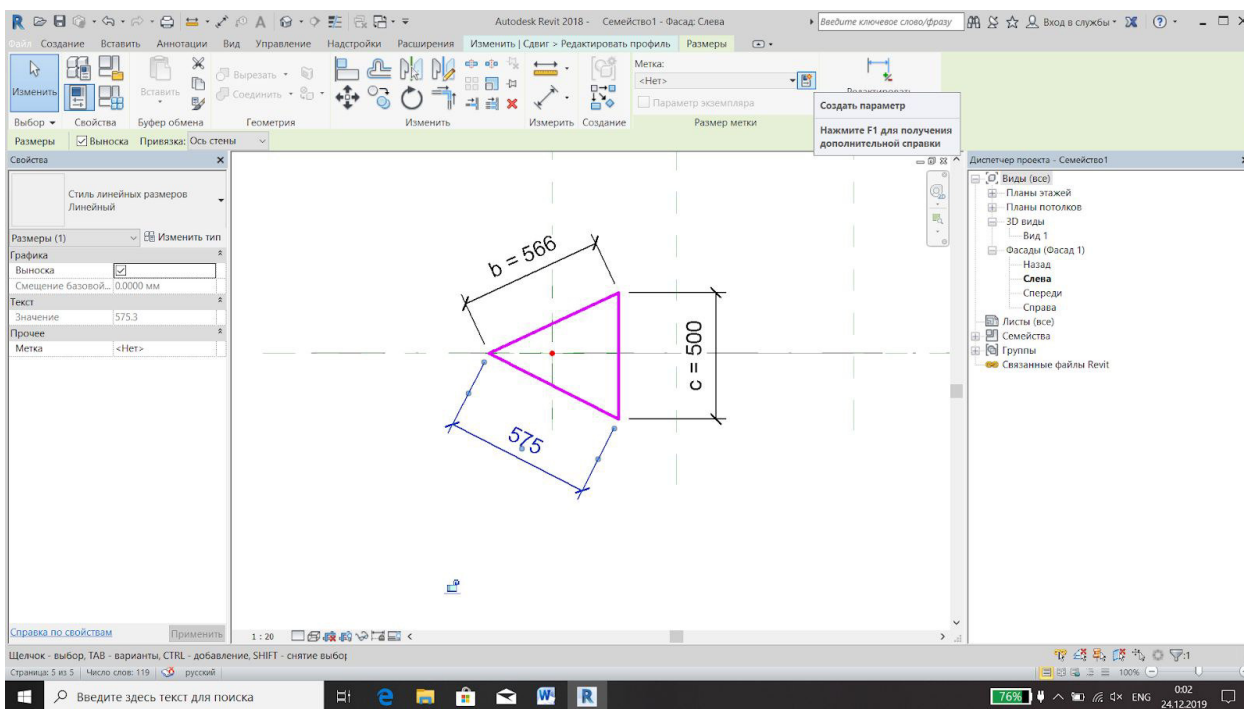 Autodesk Revit 2018 - Семейство1 - Фасад: Слева
Введите ключевое слово/фразу
Вход в службы
Файл Создание Вставить Аннотации Вид Управление Надстройки Расширения Изменить | Сдвиг > Редактировать профиль Размеры
Изменить
Вставить
Вырезать
Соединить
Метка:
<Нет>
Параметр экземпляра
Редактировать
Выбор Свойства Буфер обмена Геометрия Изменить Измерить Создание Размер метки
Создать параметр
Нажмите F1 для получения
дополнительной справки
Размеры Выноска Привязка: Ось стены
Свойства
Стиль линейных размеров
Линейный
Размеры (1) Изменить тип
Графика
Выноска
Смещение базовой... 0.0000 мм
Текст
Значение 575.3
Прочее
Метка <Нет>
Справка по свойствам Применить
b = 566
c = 500
575
1 : 20
Диспетчер проекта - Семейство1
Виды (все)
Планы этажей
Планы потолков
3D виды
Вид 1
Фасады (Фасад 1)
Назад
Слева
Спереди
Справа
Листы (все)
Семейства
Группы
Связанные файлы Revit
Щелчок - выбор, TAB - варианты, CTRL - добавление, SHIFT - снятие выбор
:1
Страница: 5 из 5 Число слов: 119 русский
100%
Введите здесь текст для поиска
76%
ENG
0:02
24.12.2019